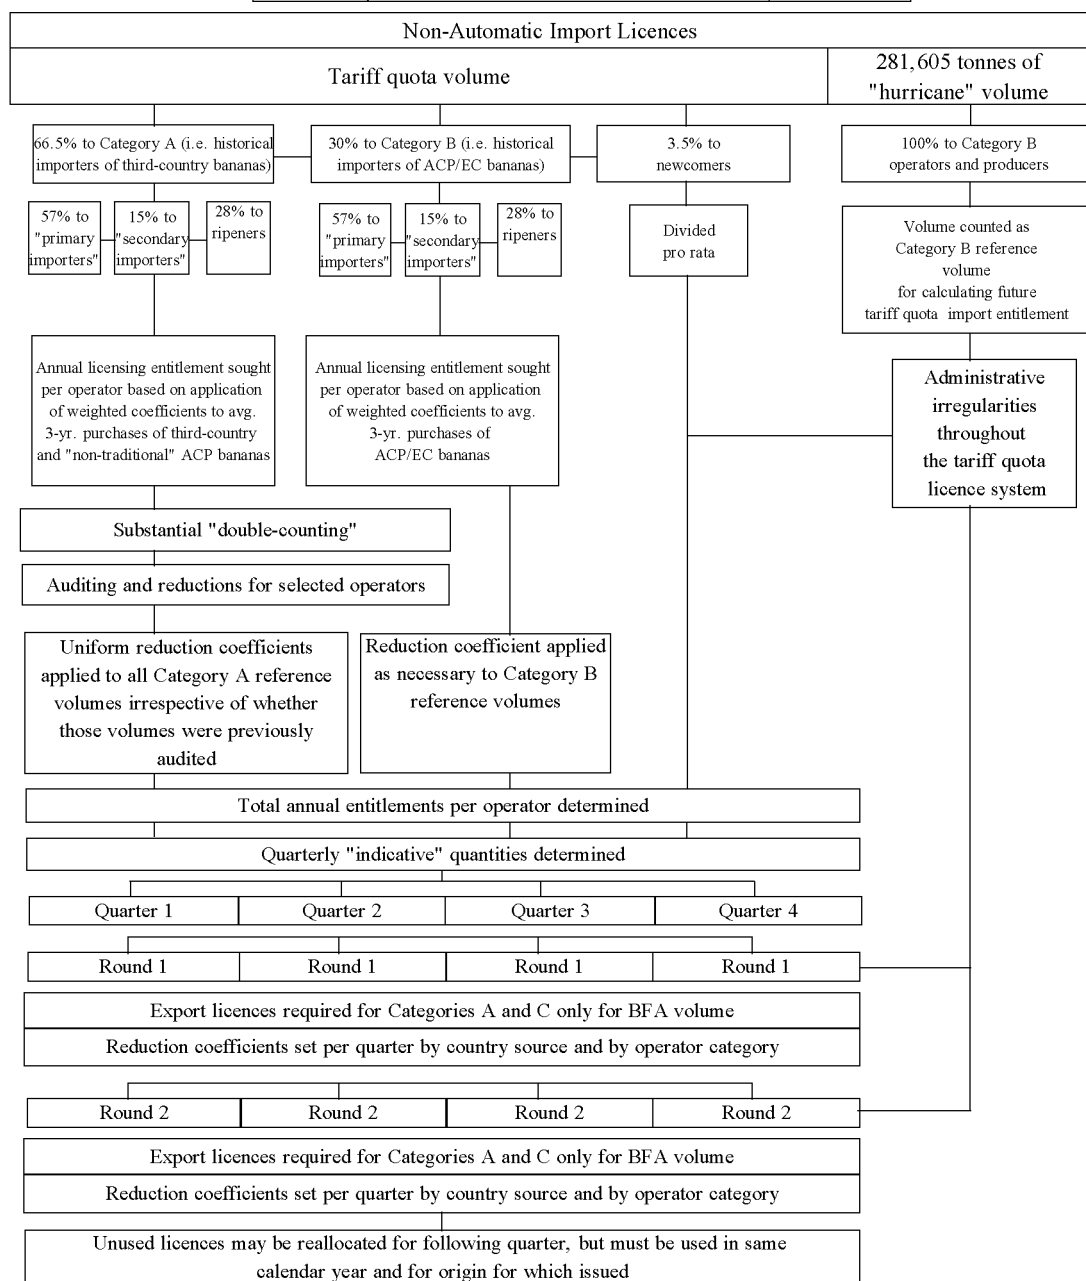 Non-Automatic Import Licences
Tariff quota volume
281,605 tonnes of
"hurricane" volume
66.5% to Category A (i.e. historical
importers of third-country bananas)
30% to Category B (i.e. historical
importers of ACP/EC bananas)
3.5% to
newcomers
100% to Category B
operators and producers
57% to
"primary
importers"
15% to
"secondary
importers"
28% to
ripeners
57% to
"primary
importers"
15% to
"secondary
importers"
28% to
ripeners
Divided
pro rata
Volume counted as
Category B reference
volume
for calculating future
tariff quota import entitlement
Annual licensing entitlement sought
per operator based on application
of weighted coefficients to avg.
3-yr. purchases of third-country
and "non-traditional" ACP bananas
Annual licensing entitlement sought
per operator based on application
of weighted coefficients to avg.
3-yr. purchases of
ACP/EC bananas
Administrative
irregularities
throughout
the tariff quota
licence system
Substantial "double-counting"
Auditing and reductions for selected operators
Uniform reduction coefficients
applied to all Category A reference
volumes irrespective of whether
those volumes were previously
audited
Reduction coefficient applied
as necessary to Category B
reference volumes
Total annual entitlements per operator determined
Quarterly "indicative" quantities determined
Quarter 1
Quarter 2
Quarter 3
Quarter 4
Round 1
Round 1
Round 1
Round 1
Export licences required for Categories A and C only for BFA volume
Reduction coefficients set per quarter by country source and by operator category
Round 2
Round 2
Round 2
Round 2
Export licences required for Categories A and C only for BFA volume
Reduction coefficients set per quarter by country source and by operator category
Unused licences may be reallocated for following quarter, but must be used in same
calendar year and for origin for which issued